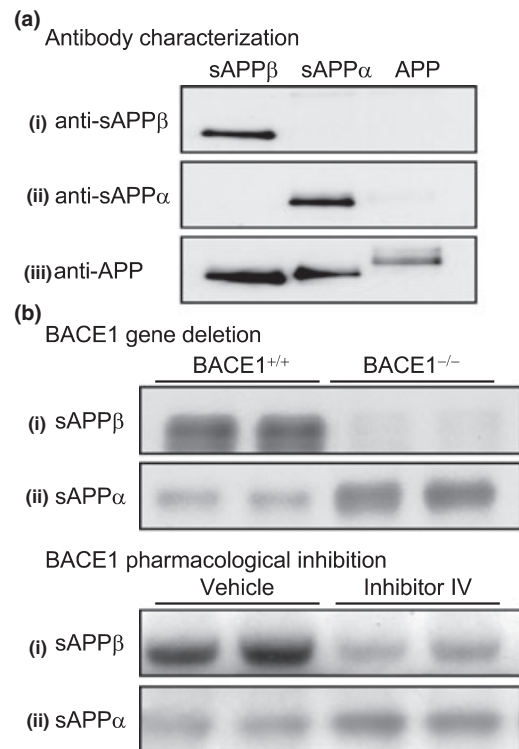 (a)
Antibody characterization
sAPPβ sAPPα APP
(i) anti-sAPPβ
(ii) anti-sAPPα
(iii) anti-APP
(b)
BACE1 gene deletion
BACE1+/+ BACE1−/−
(i) sAPPβ
(ii) sAPPα
BACE1 pharmacological inhibition
Vehicle Inhibitor IV
(i) sAPPβ
(ii) sAPPα